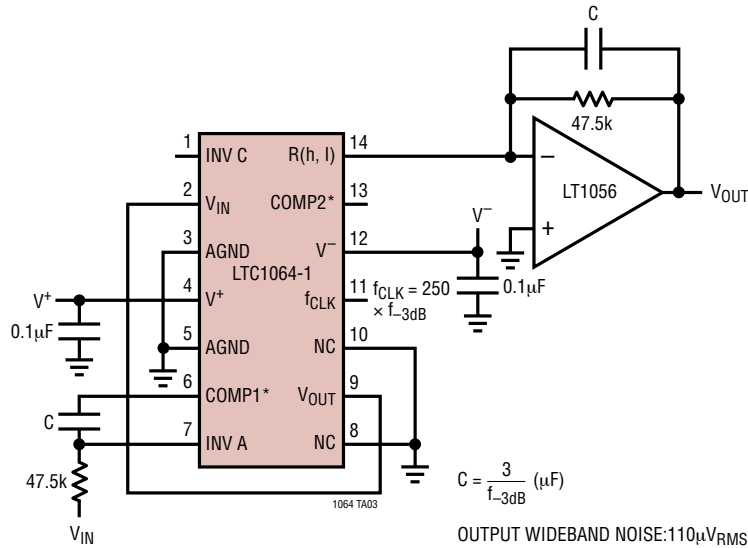 C
47.5k
LT1056
–
+
V_OUT
1 INV C R(h, I) 14
2 V_IN COMP2* 13
3 AGND V⁻ 12
LTC1064-1
4 V⁺ f_CLK 11
5 AGND NC 10
6 COMP1* V_OUT 9
7 INV A NC 8
V⁺
0.1μF
C
47.5k
V_IN
f_CLK = 250
× f_–3dB
V⁻
0.1μF
1064 TA03
C = 3/f_–3dB (μF)
OUTPUT WIDEBAND NOISE:110μV_RMS